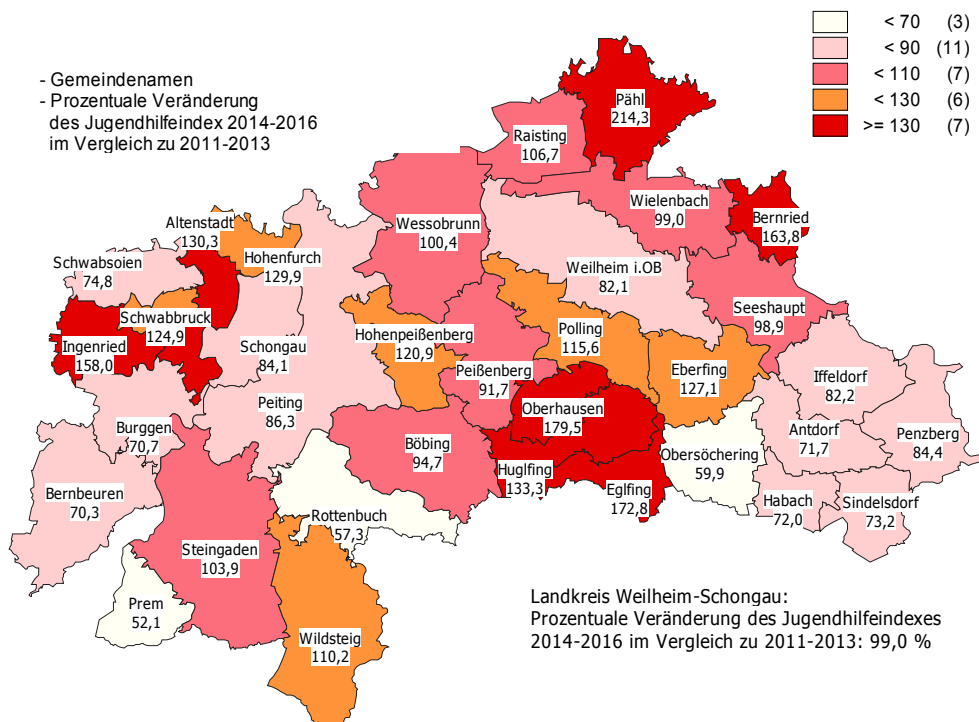 < 70 (3)
< 90 (11)
< 110 (7)
< 130 (6)
>= 130 (7)
- Gemeindenamen
- Prozentuale Veränderung
des Jugendhilfeindex 2014-2016
im Vergleich zu 2011-2013
Pähl
214,3
Raisting
106,7
Wielenbach
99,0
Bernried
163,8
Wessobrunn
100,4
Altenstadt
130,3
Hohenfurch
129,9
Schwabsoien
74,8
Weilheim i.OB
82,1
Seeshaupt
98,9
Schwabbruck
124,9
Ingenried
158,0
Schongau
84,1
Hohenpeißenberg
120,9
Polling
115,6
Peißenberg
91,7
Eberfing
127,1
Iffeldorf
82,2
Peiting
86,3
Oberhausen
179,5
Burggen
70,7
Böbing
94,7
Antdorf
71,7
Penzberg
84,4
Obersöchering
59,9
Huglfing
133,3
Eglfing
172,8
Bernbeuren
70,3
Habach
72,0
Sindelsdorf
73,2
Rottenbuch
57,3
Steingaden
103,9
Prem
52,1
Wildsteig
110,2
Landkreis Weilheim-Schongau:
Prozentuale Veränderung des Jugendhilfeindexes
2014-2016 im Vergleich zu 2011-2013: 99,0 %